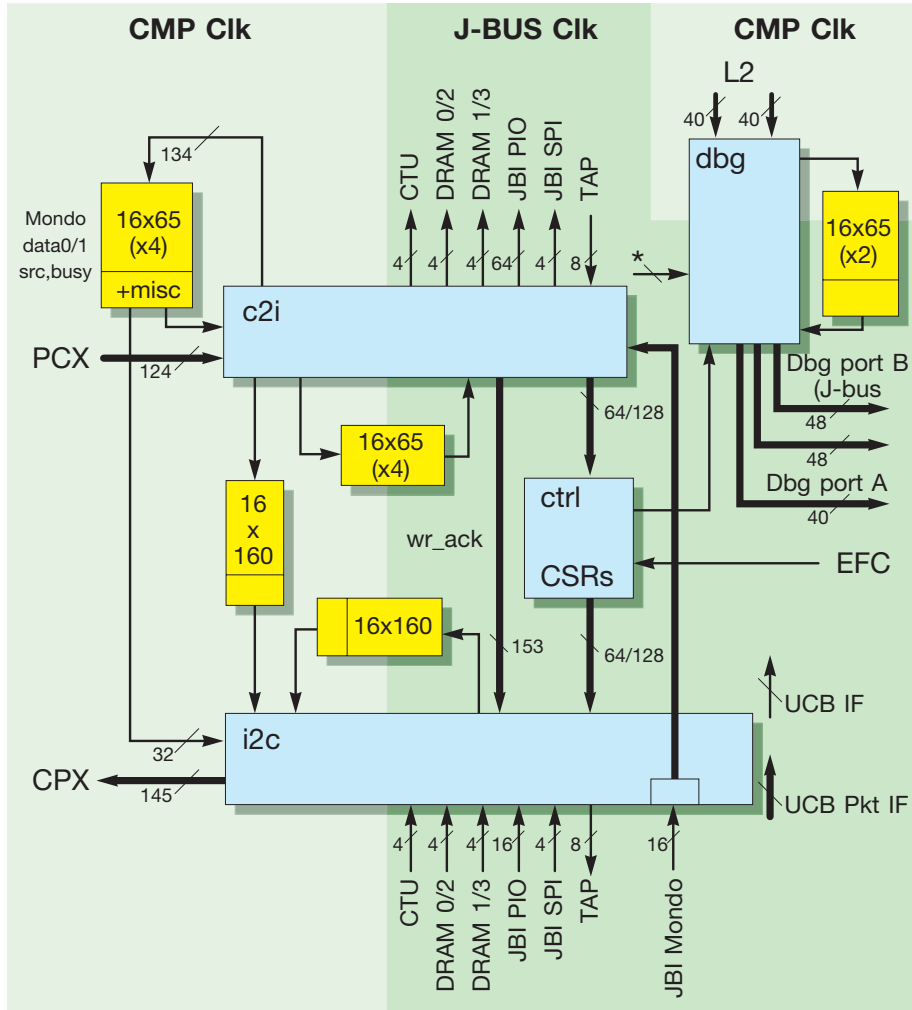 CMP Clk
J-BUS Clk
CMP Clk
L2
40
40
dbg
134
CTU
DRAM 0/2
DRAM 1/3
JBI PIO
JBI SPI
TAP
Mondo
data0/1
src,busy
16x65
(x4)
+misc
16x65
(x2)
4
4
4
64
4
8
*
c2i
PCX
124
Dbg port B
(J-bus
48
48
Dbg port A
40
64/128
16x65
(x4)
16
x
160
wr_ack
ctrl
CSRs
EFC
16x160
153
64/128
UCB IF
32
i2c
CPX
145
UCB Pkt IF
4
4
4
16
4
8
16
CTU
DRAM 0/2
DRAM 1/3
JBI PIO
JBI SPI
TAP
JBI Mondo